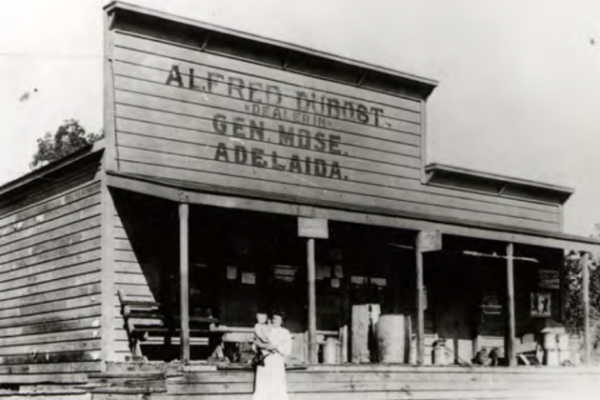 ALFRED DUBOST.
"DEALER IN"
GEN. MDSE.
ADELAIDA.